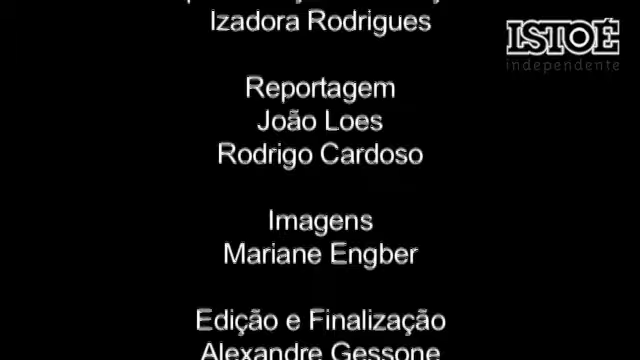 Izadora Rodrigues
ISTOÉ
independente
Reportagem
João Loes
Rodrigo Cardoso
Imagens
Mariane Engber
Edição e Finalização
Alexandre Gessone